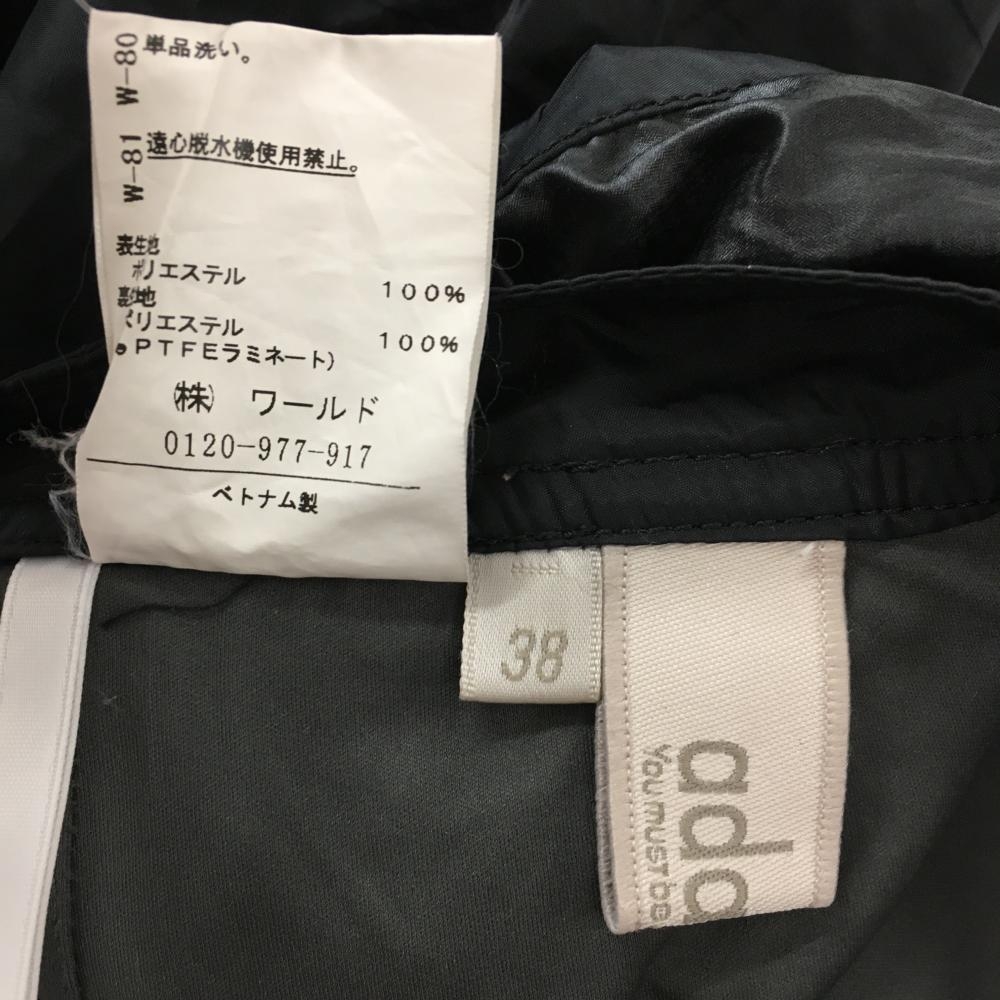 W-80 単品洗い。
W-81 遠心脱水機使用禁止。
表生地
ポリエステル 100%
裏生地
ポリエステル 100%
PTFEラミネート)
(株) ワールド
0120-977-917
ベトナム製
38
add
You must be